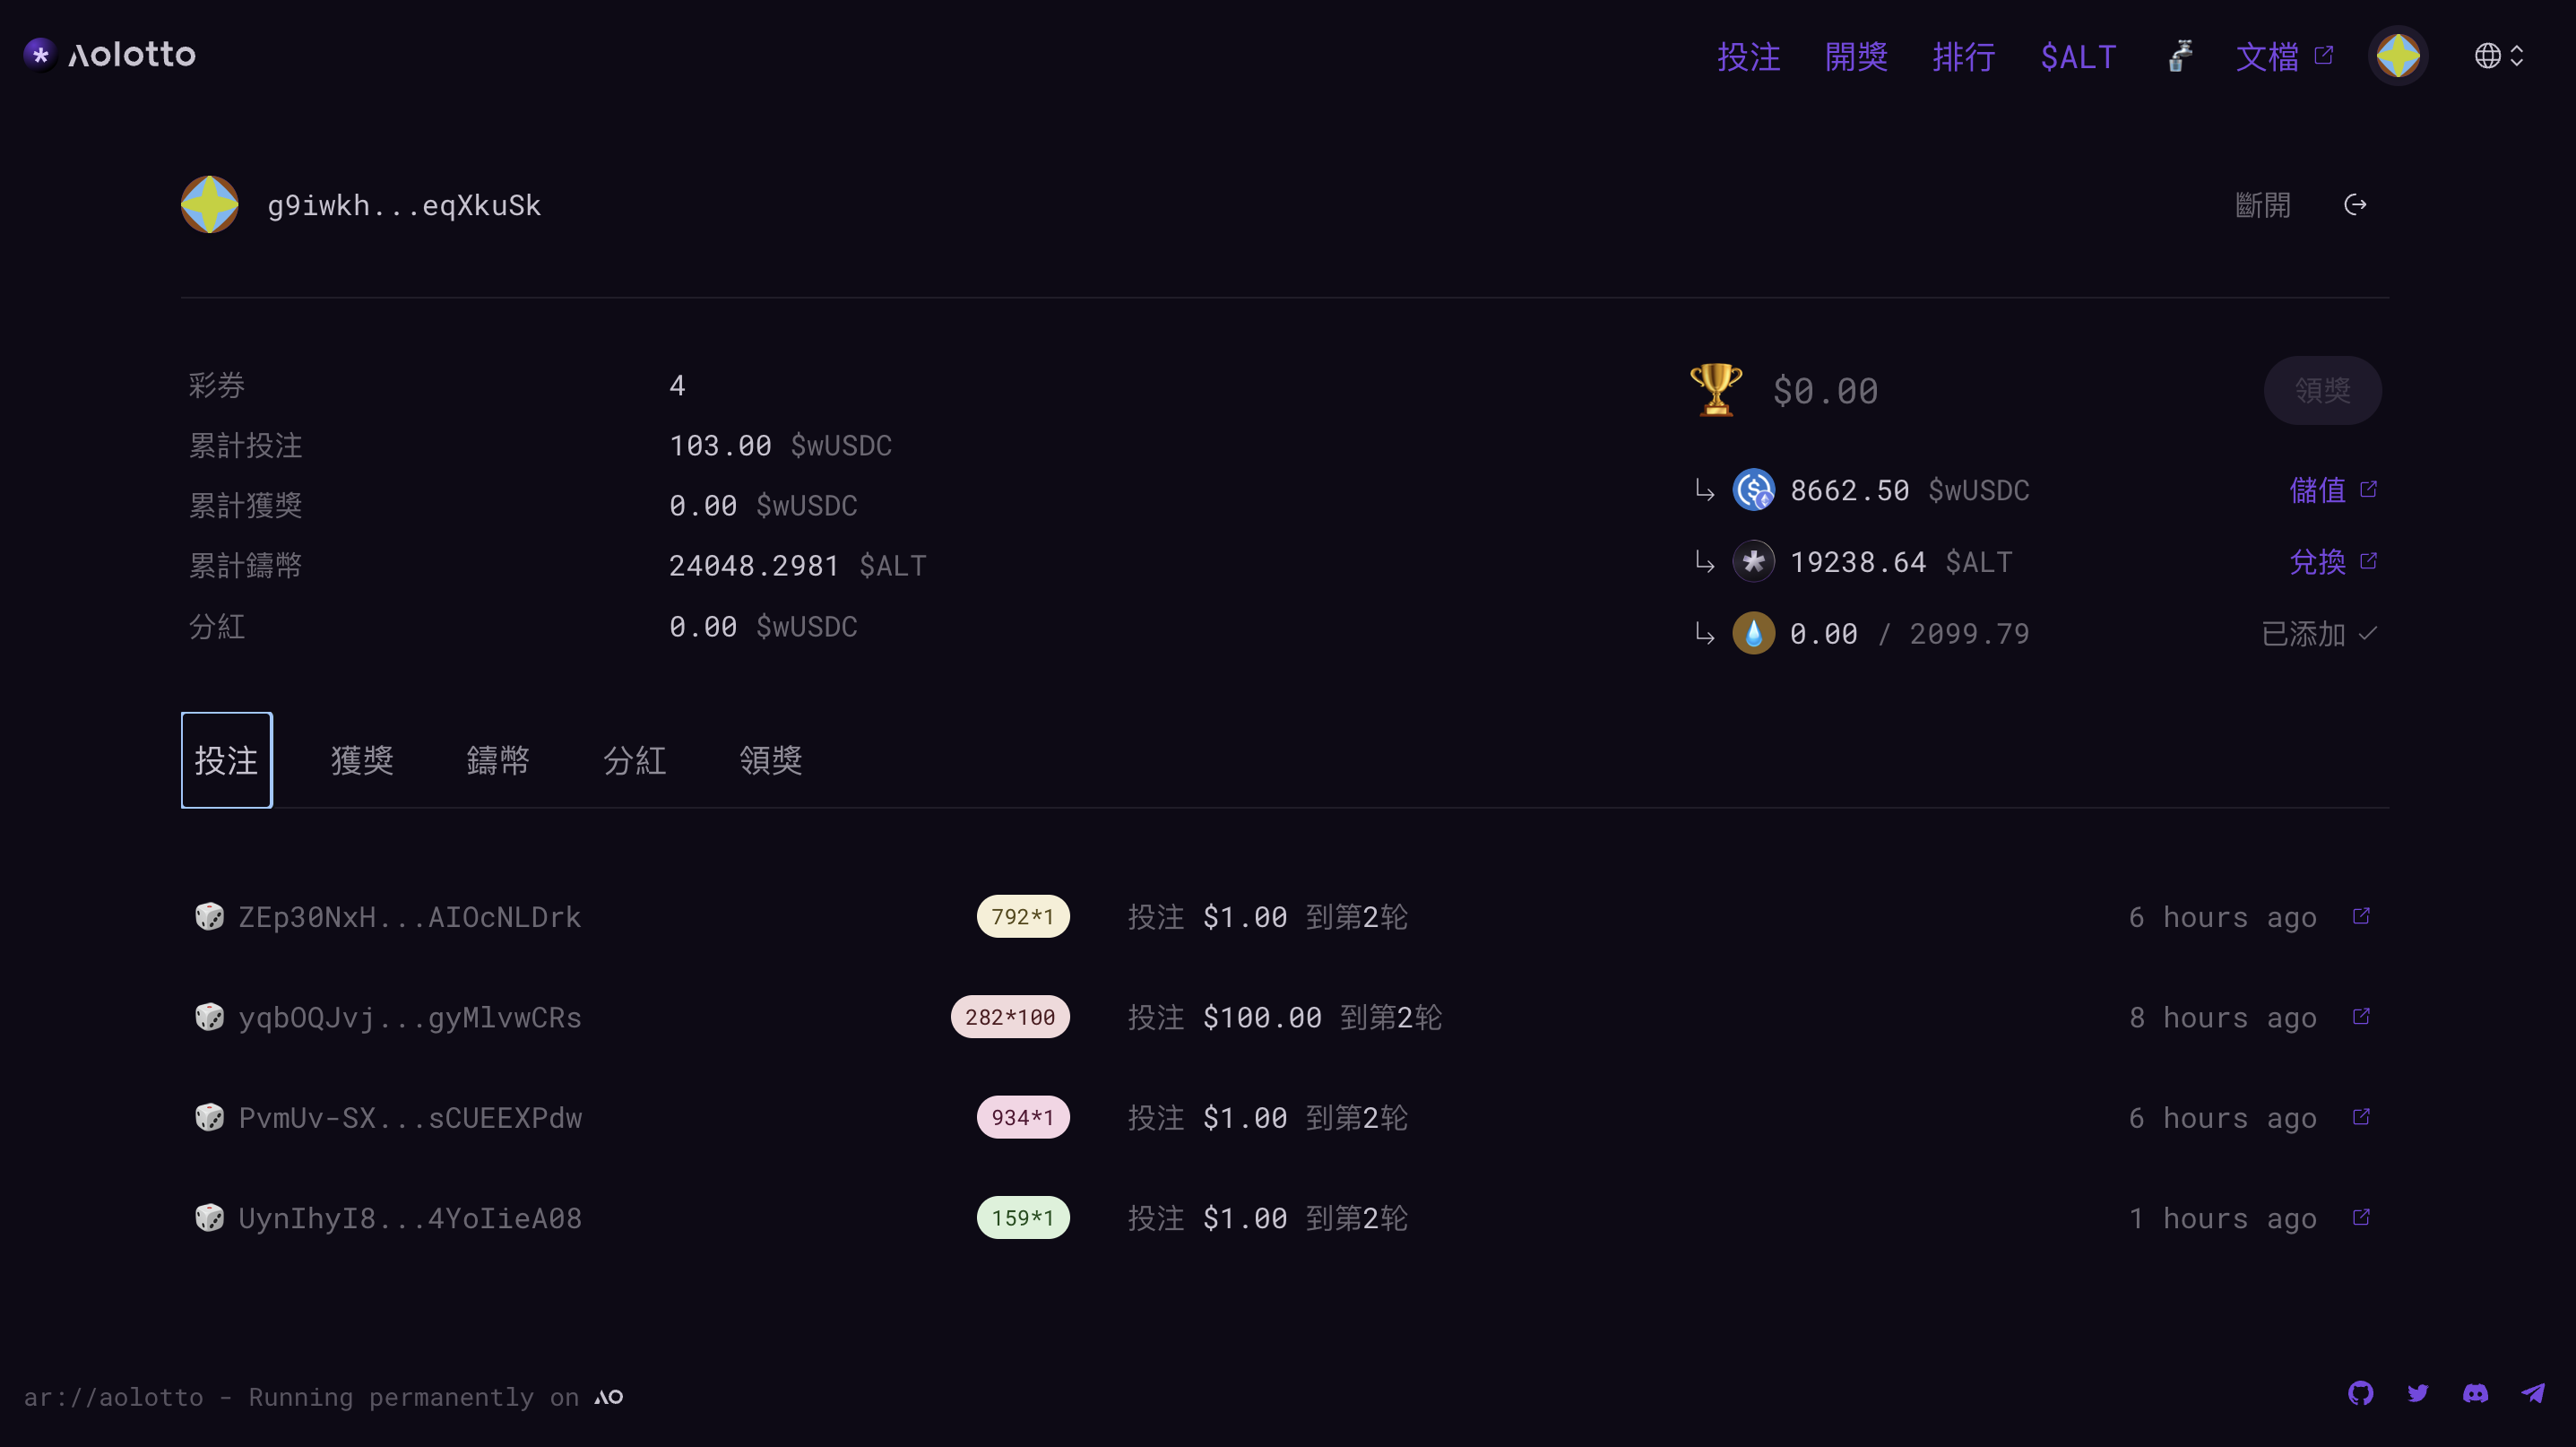 Aolotto
投注 開獎 排行 $ALT 文檔
g9iwkh...eqXkuSk 斷開
彩券 4
累計投注 103.00 $wUSDC
累計獲獎 0.00 $wUSDC
累計鑄幣 24048.2981 $ALT
分紅 0.00 $wUSDC
$0.00 領獎
8662.50 $wUSDC 儲值
19238.64 $ALT 兌換
0.00 / 2099.79 已添加
投注 獲獎 鑄幣 分紅 領獎
ZEp30NxH...AIOcNLDrk 792*1 投注 $1.00 到第2轮 6 hours ago
yqbOQJvj...gyMlvwCRs 282*100 投注 $100.00 到第2轮 8 hours ago
PvmUv-SX...sCUEEXPdw 934*1 投注 $1.00 到第2轮 6 hours ago
UynIhyI8...4YoIieA08 159*1 投注 $1.00 到第2轮 1 hours ago
ar://aolotto - Running permanently on AO